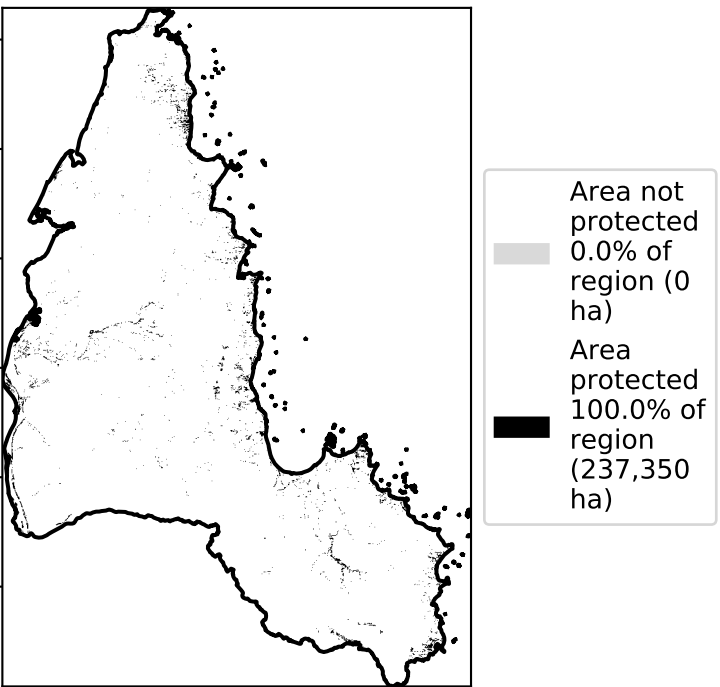 Area not
protected
0.0% of
region (0
ha)
Area
protected
100.0% of
region
(237,350
ha)